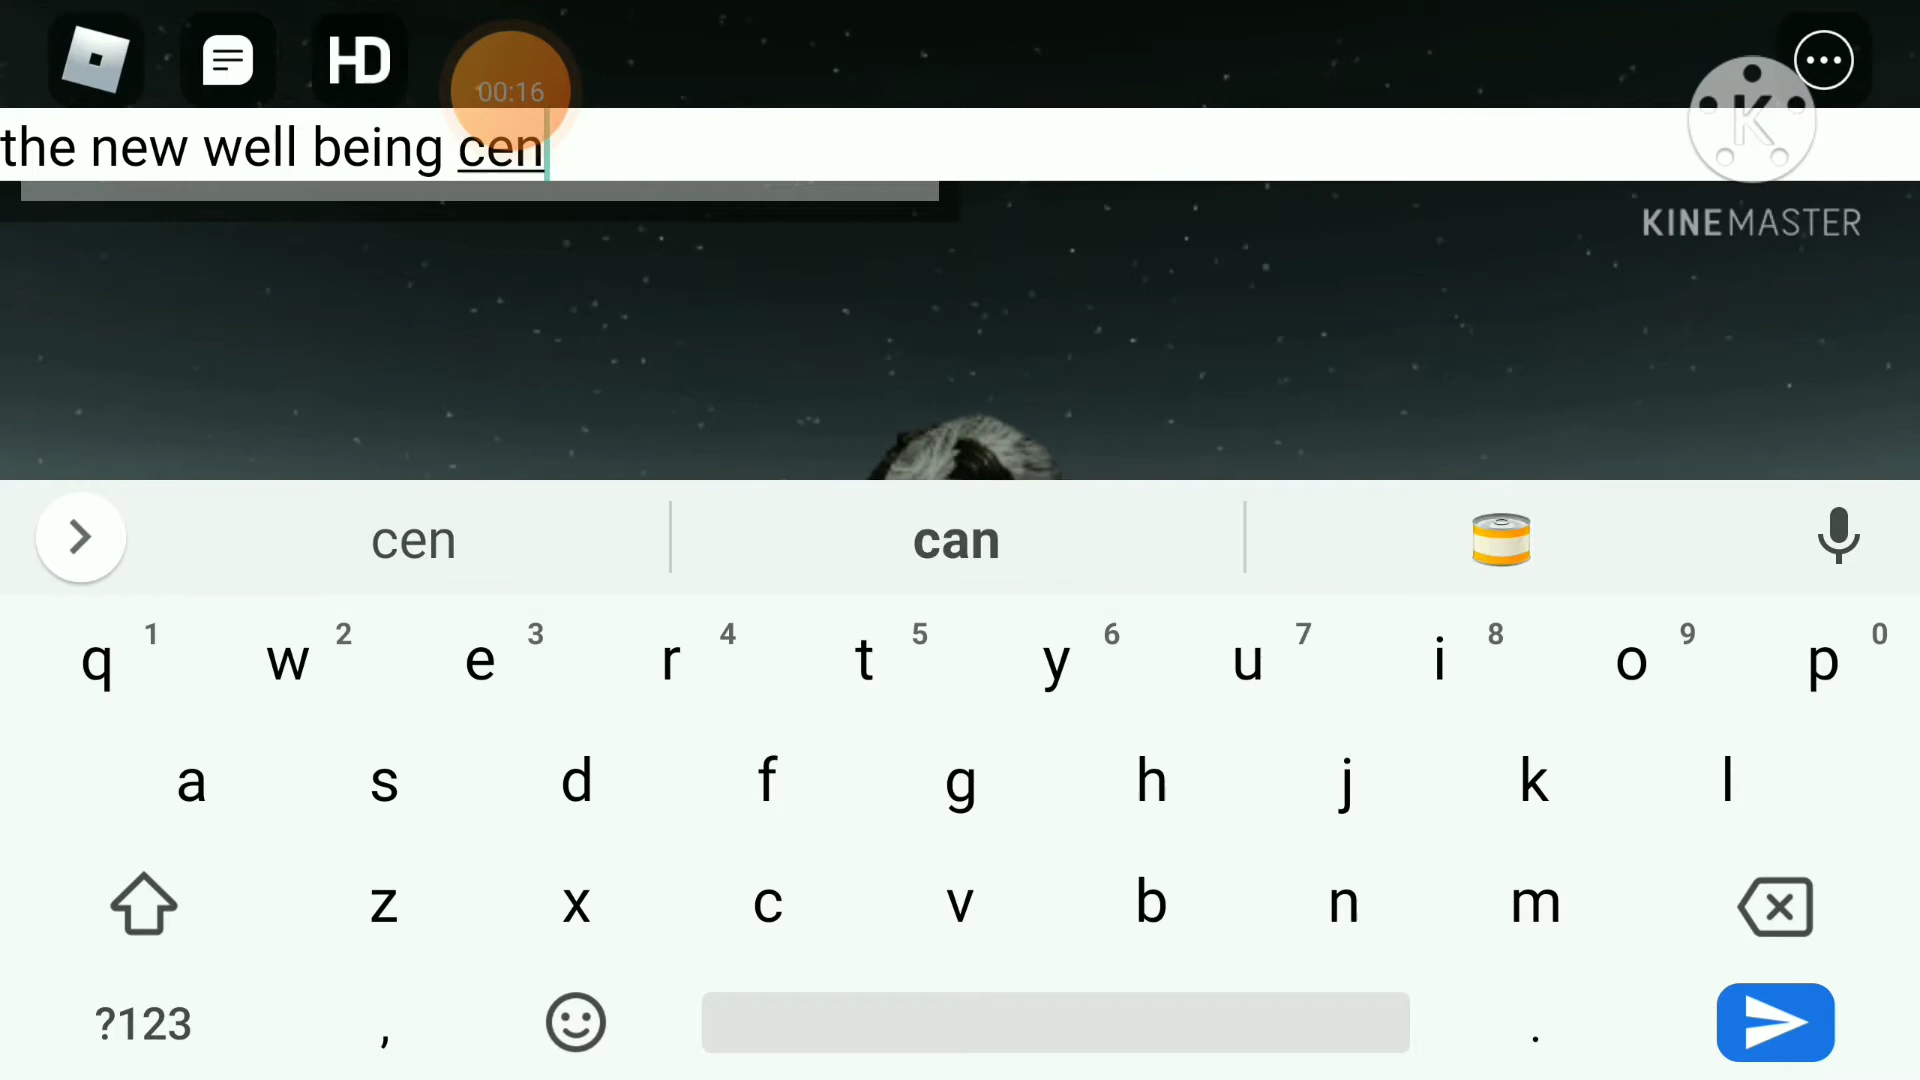 HD
00:16
the new well being cen
K
KINEMASTER
cen can
q 1 w 2 e 3 r 4 t 5 y 6 u 7 i 8 o 9 p 0
a s d f g h j k l
z x c v b n m
?123 , .